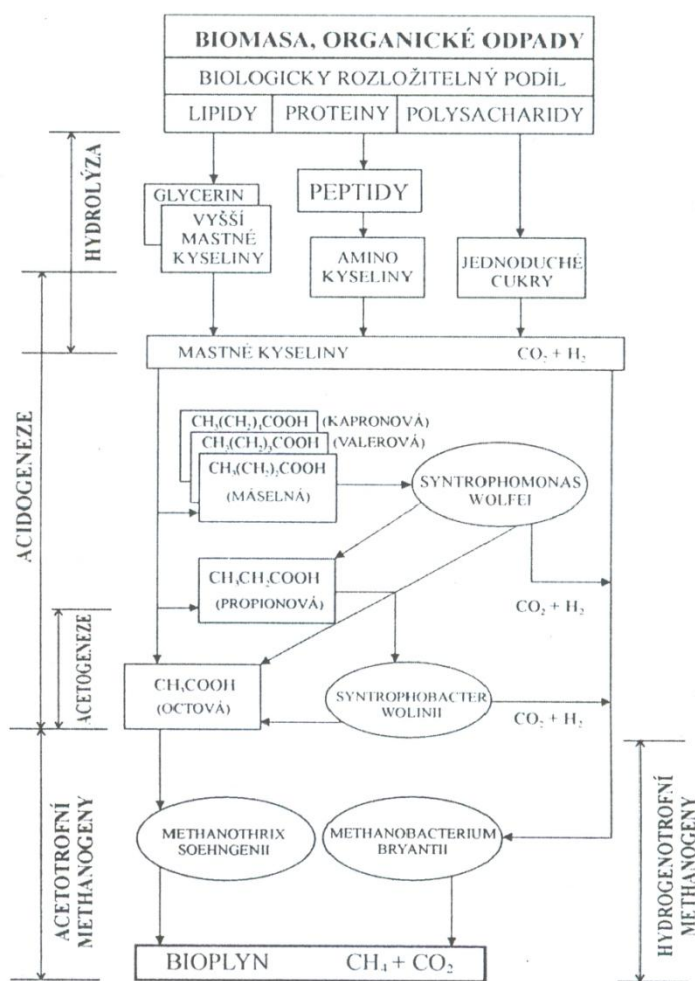 BIOMASA, ORGANICKÉ ODPADY
BIOLOGICKY ROZLOŽITELNÝ PODÍL
LIPIDY PROTEINY POLYSACHARIDY
HYDROLÝZA
GLYCERIN
VYŠŠÍ
MASTNÉ
KYSELINY
PEPTIDY
AMINO
KYSELINY
JEDNODUCHÉ
CUKRY
MASTNÉ KYSELINY CO₂ + H₂
ACIDOGENEZE
CH₃(CH₂)₄COOH (KAPRONOVÁ)
CH₃(CH₂)₃COOH (VALEROVÁ)
CH₃(CH₂)₂COOH
(MÁSELNÁ)
SYNTROPHOMONAS
WOLFEI
CH₃CH₂COOH
(PROPIONOVÁ)
CO₂ + H₂
ACETOGENEZE
CH₃COOH
(OCTOVÁ)
SYNTROPHOBACTER
WOLINII
CO₂ + H₂
ACETOTROFNÍ
METHANOGENY
METHANOTHRIX
SOEHNGENII
METHANOBACTERIUM
BRYANTII
HYDROGENOTROFNÍ
METHANOGENY
BIOPLYN CH₄ + CO₂